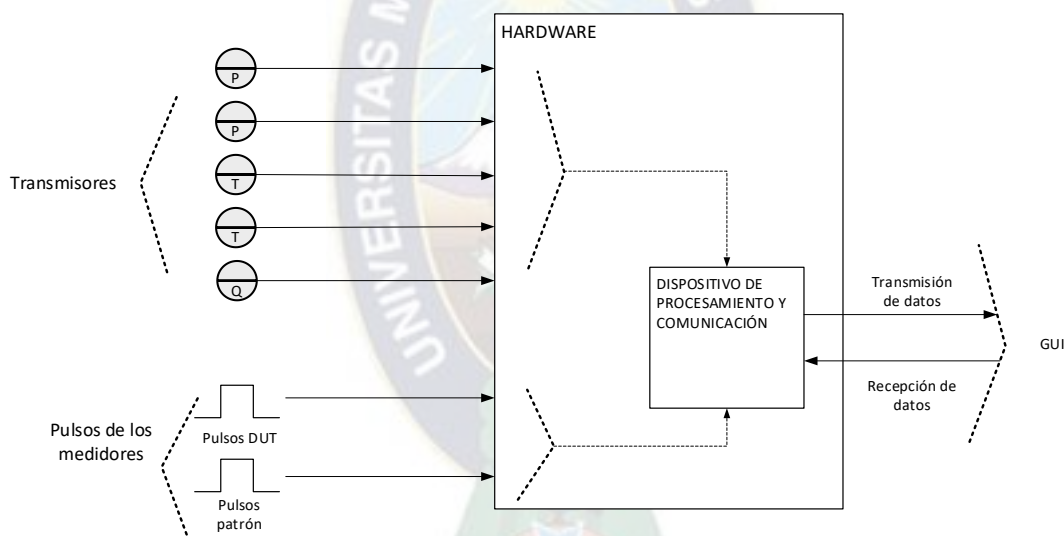 HARDWARE
P
P
T
T
Q
Transmisores
DISPOSITIVO DE
PROCESAMIENTO Y
COMUNICACIÓN
Transmisión
de datos
GUI
Recepción de
datos
Pulsos de los
medidores
Pulsos DUT
Pulsos
patrón
UNIVERSITAS M